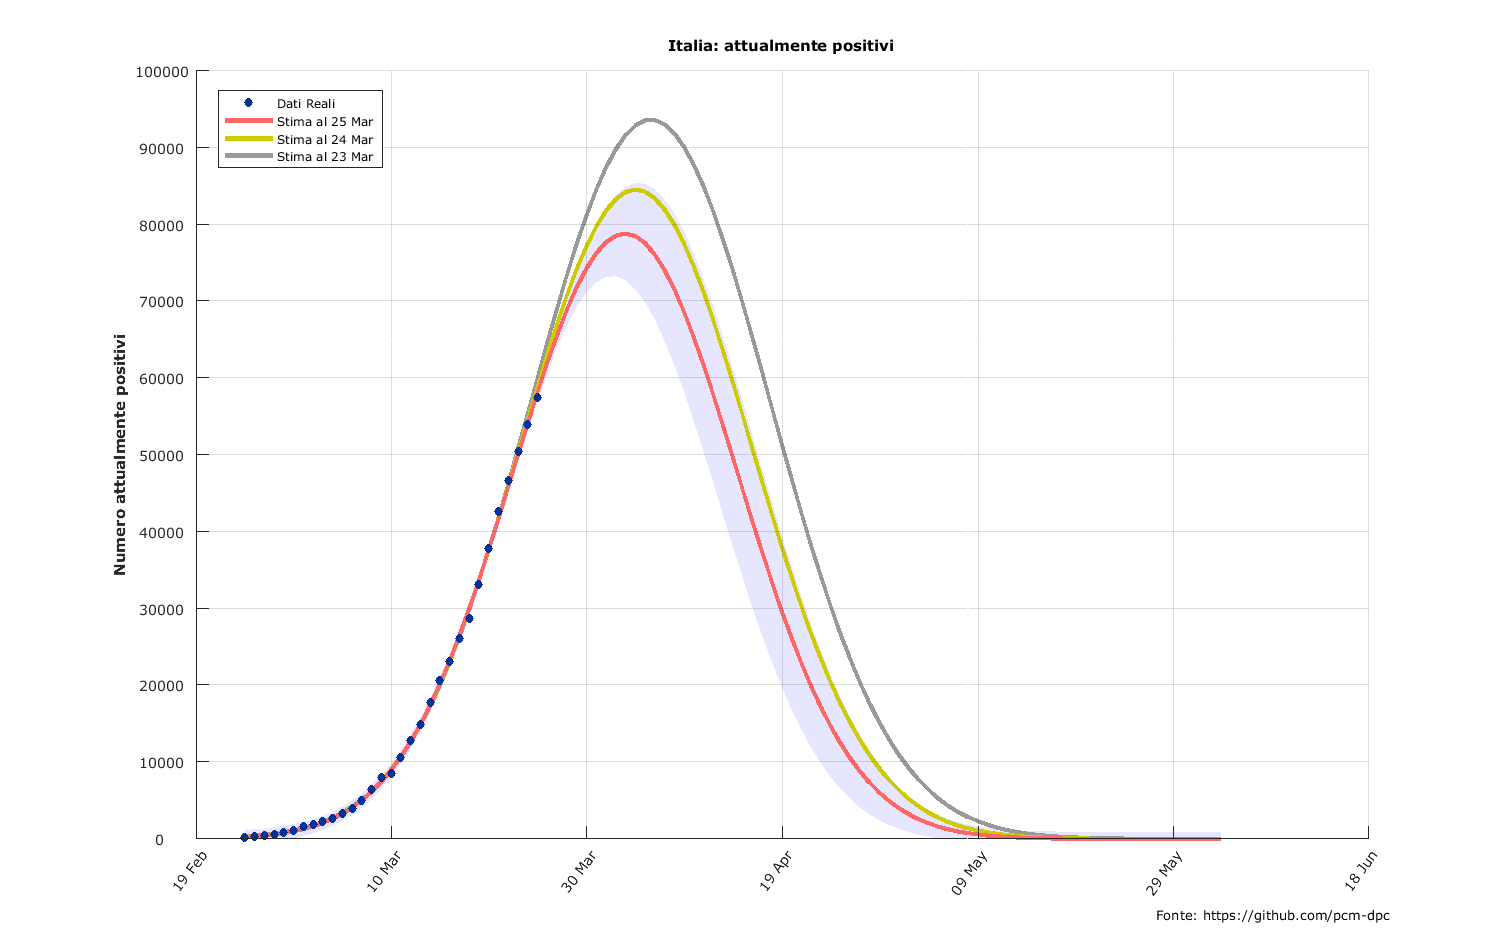 Italia: attualmente positivi
100000
90000
80000
70000
60000
50000
40000
30000
20000
10000
0
Numero attualmente positivi
Dati Reali
Stima al 25 Mar
Stima al 24 Mar
Stima al 23 Mar
19 Feb
10 Mar
30 Mar
19 Apr
09 May
29 May
18 Jun
Fonte: https://github.com/pcm-dpc